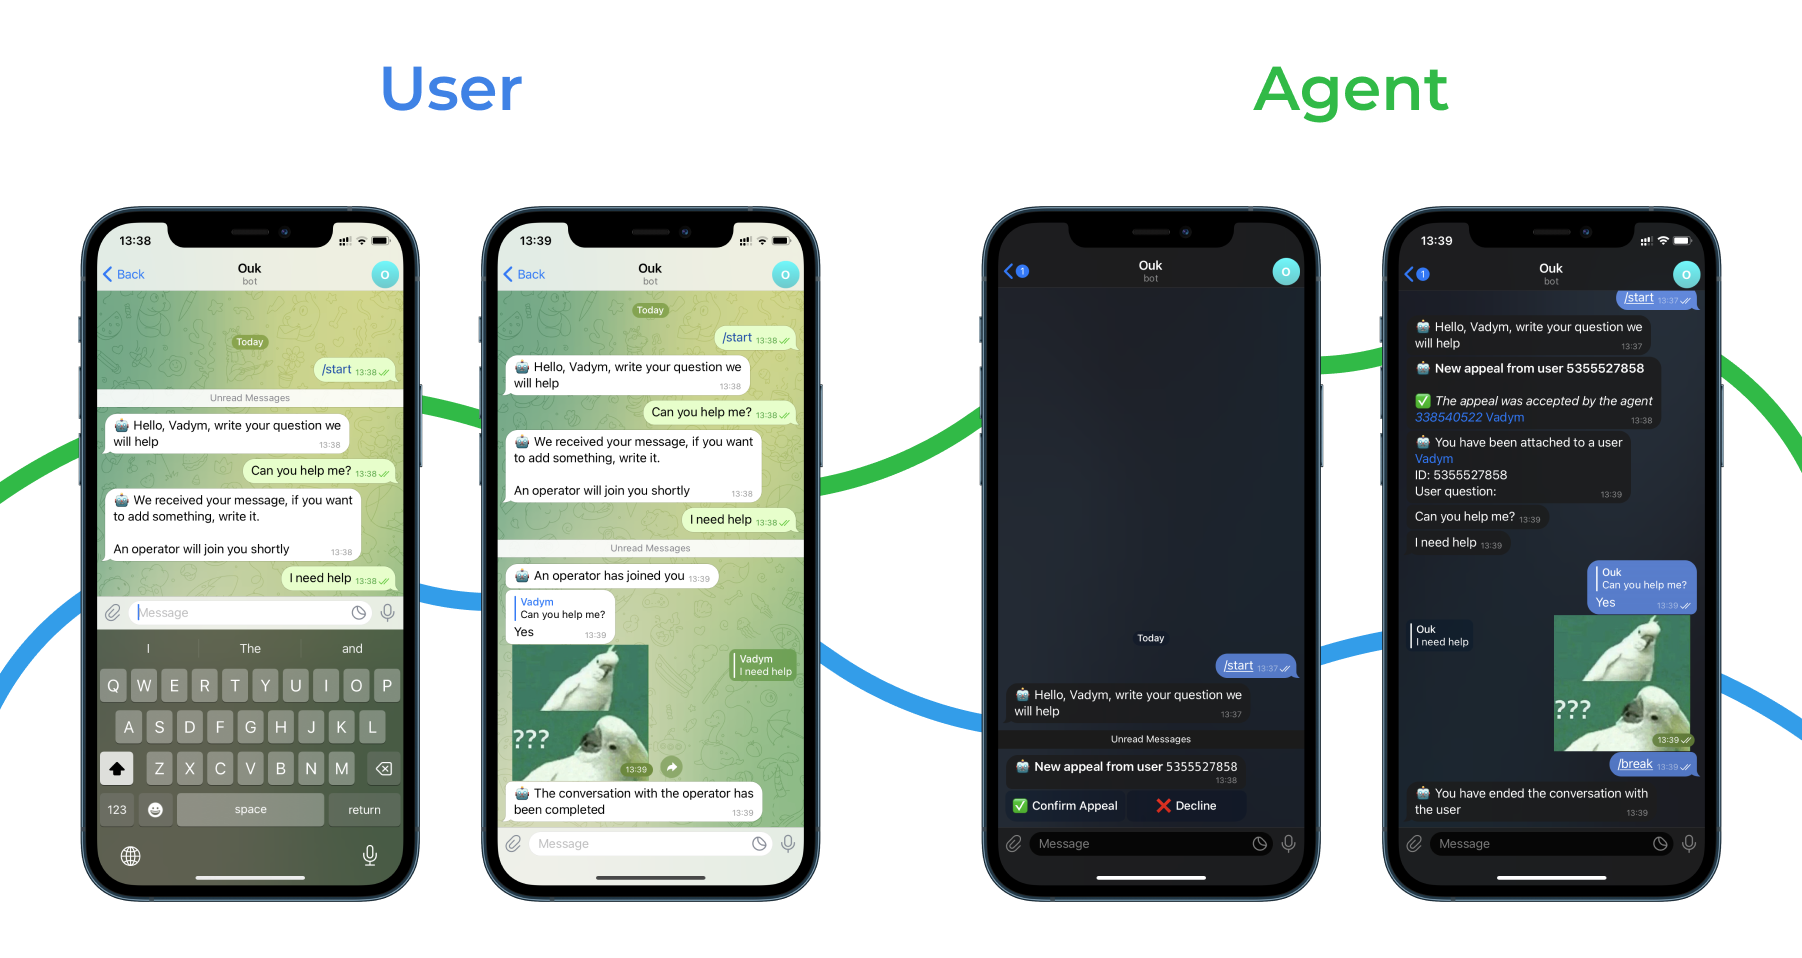 User
Agent
13:38
Back
Ouk
bot
O
Today
/start 13:38
Unread Messages
Hello, Vadym, write your question we
will help 13:38
Can you help me? 13:38
We received your message, if you want
to add something, write it.
An operator will join you shortly 13:38
I need help 13:38
Message
I The and
Q W E R T Y U I O P
A S D F G H J K L
Z X C V B N M
123 space return
13:39
Back
Ouk
bot
O
Today
/start 13:38
Hello, Vadym, write your question we
will help 13:38
Can you help me? 13:38
We received your message, if you want
to add something, write it.
An operator will join you shortly 13:38
I need help 13:38
Unread Messages
An operator has joined you 13:39
Vadym
Can you help me?
Yes 13:39
Vadym
I need help
???
13:39
The conversation with the operator has
been completed 13:39
Message
1
Ouk
bot
O
Today
/start 13:37
Hello, Vadym, write your question we
will help 13:37
Unread Messages
New appeal from user 5355527858
13:38
Confirm Appeal Decline
Message
13:39
1
Ouk
bot
O
/start 13:37
Hello, Vadym, write your question we
will help 13:37
New appeal from user 5355527858
The appeal was accepted by the agent
338540522 Vadym 13:38
You have been attached to a user
Vadym
ID: 5355527858
User question: 13:39
Can you help me? 13:39
I need help 13:39
Ouk
Can you help me?
Yes 13:39
Ouk
I need help
???
13:39
/break 13:39
You have ended the conversation with
the user 13:39
Message